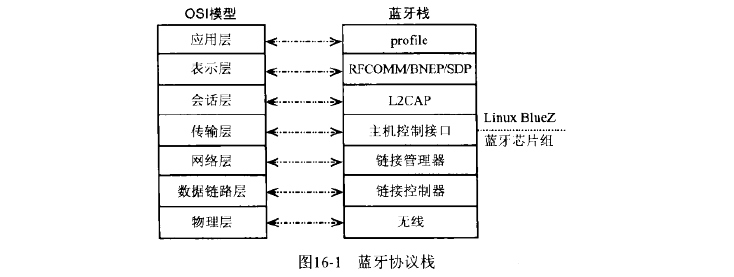 OSI模型 蓝牙栈
应用层 profile
表示层 RFCOMM/BNEP/SDP
会话层 L2CAP
Linux BlueZ
传输层 主机控制接口
蓝牙芯片组
网络层 链接管理器
数据链路层 链接控制器
物理层 无线
图16-1 蓝牙协议栈